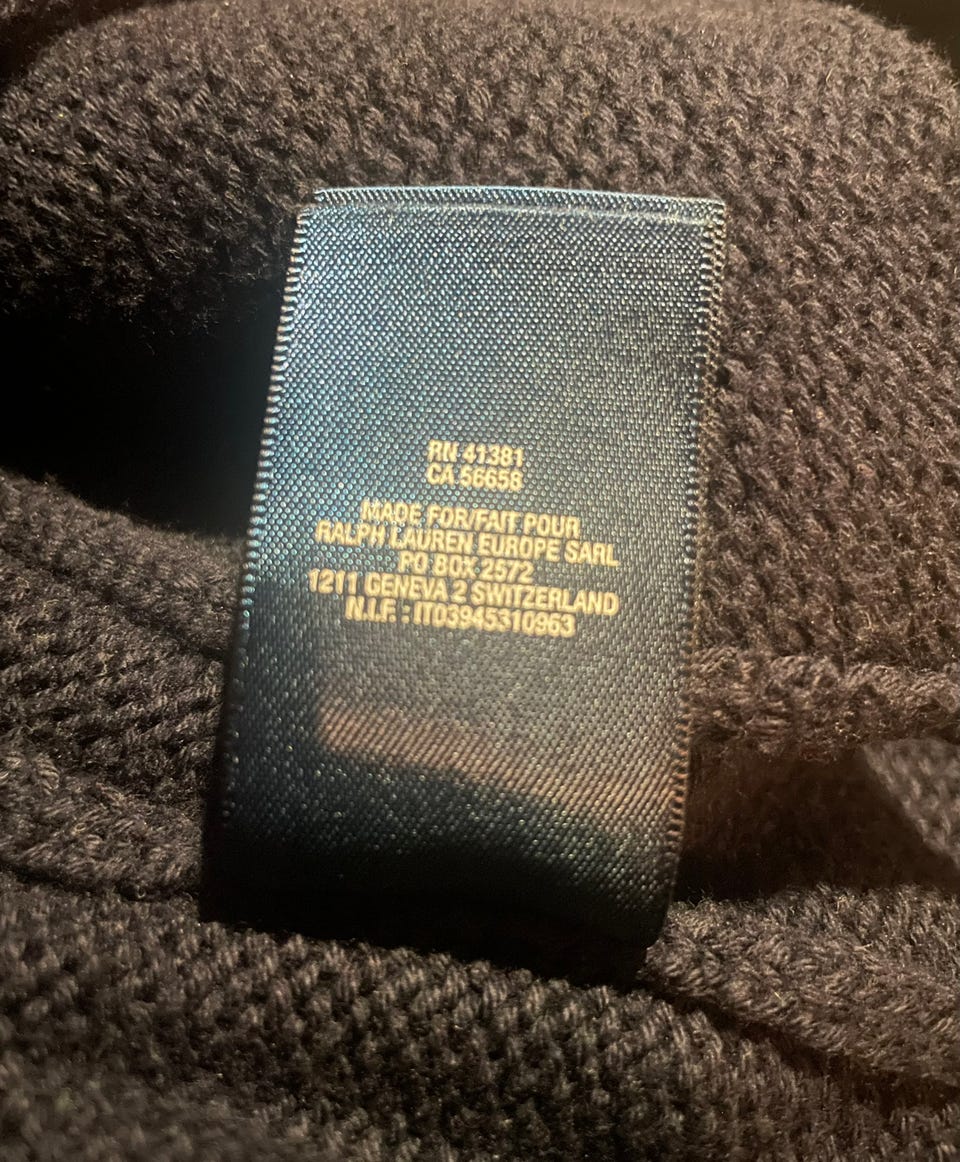 RN 41381
CA 56658
MADE FOR/FAIT POUR
RALPH LAUREN EUROPE SARL
PO BOX 2572
1211 GENEVA 2 SWITZERLAND
N.I.F. : IT03945310963